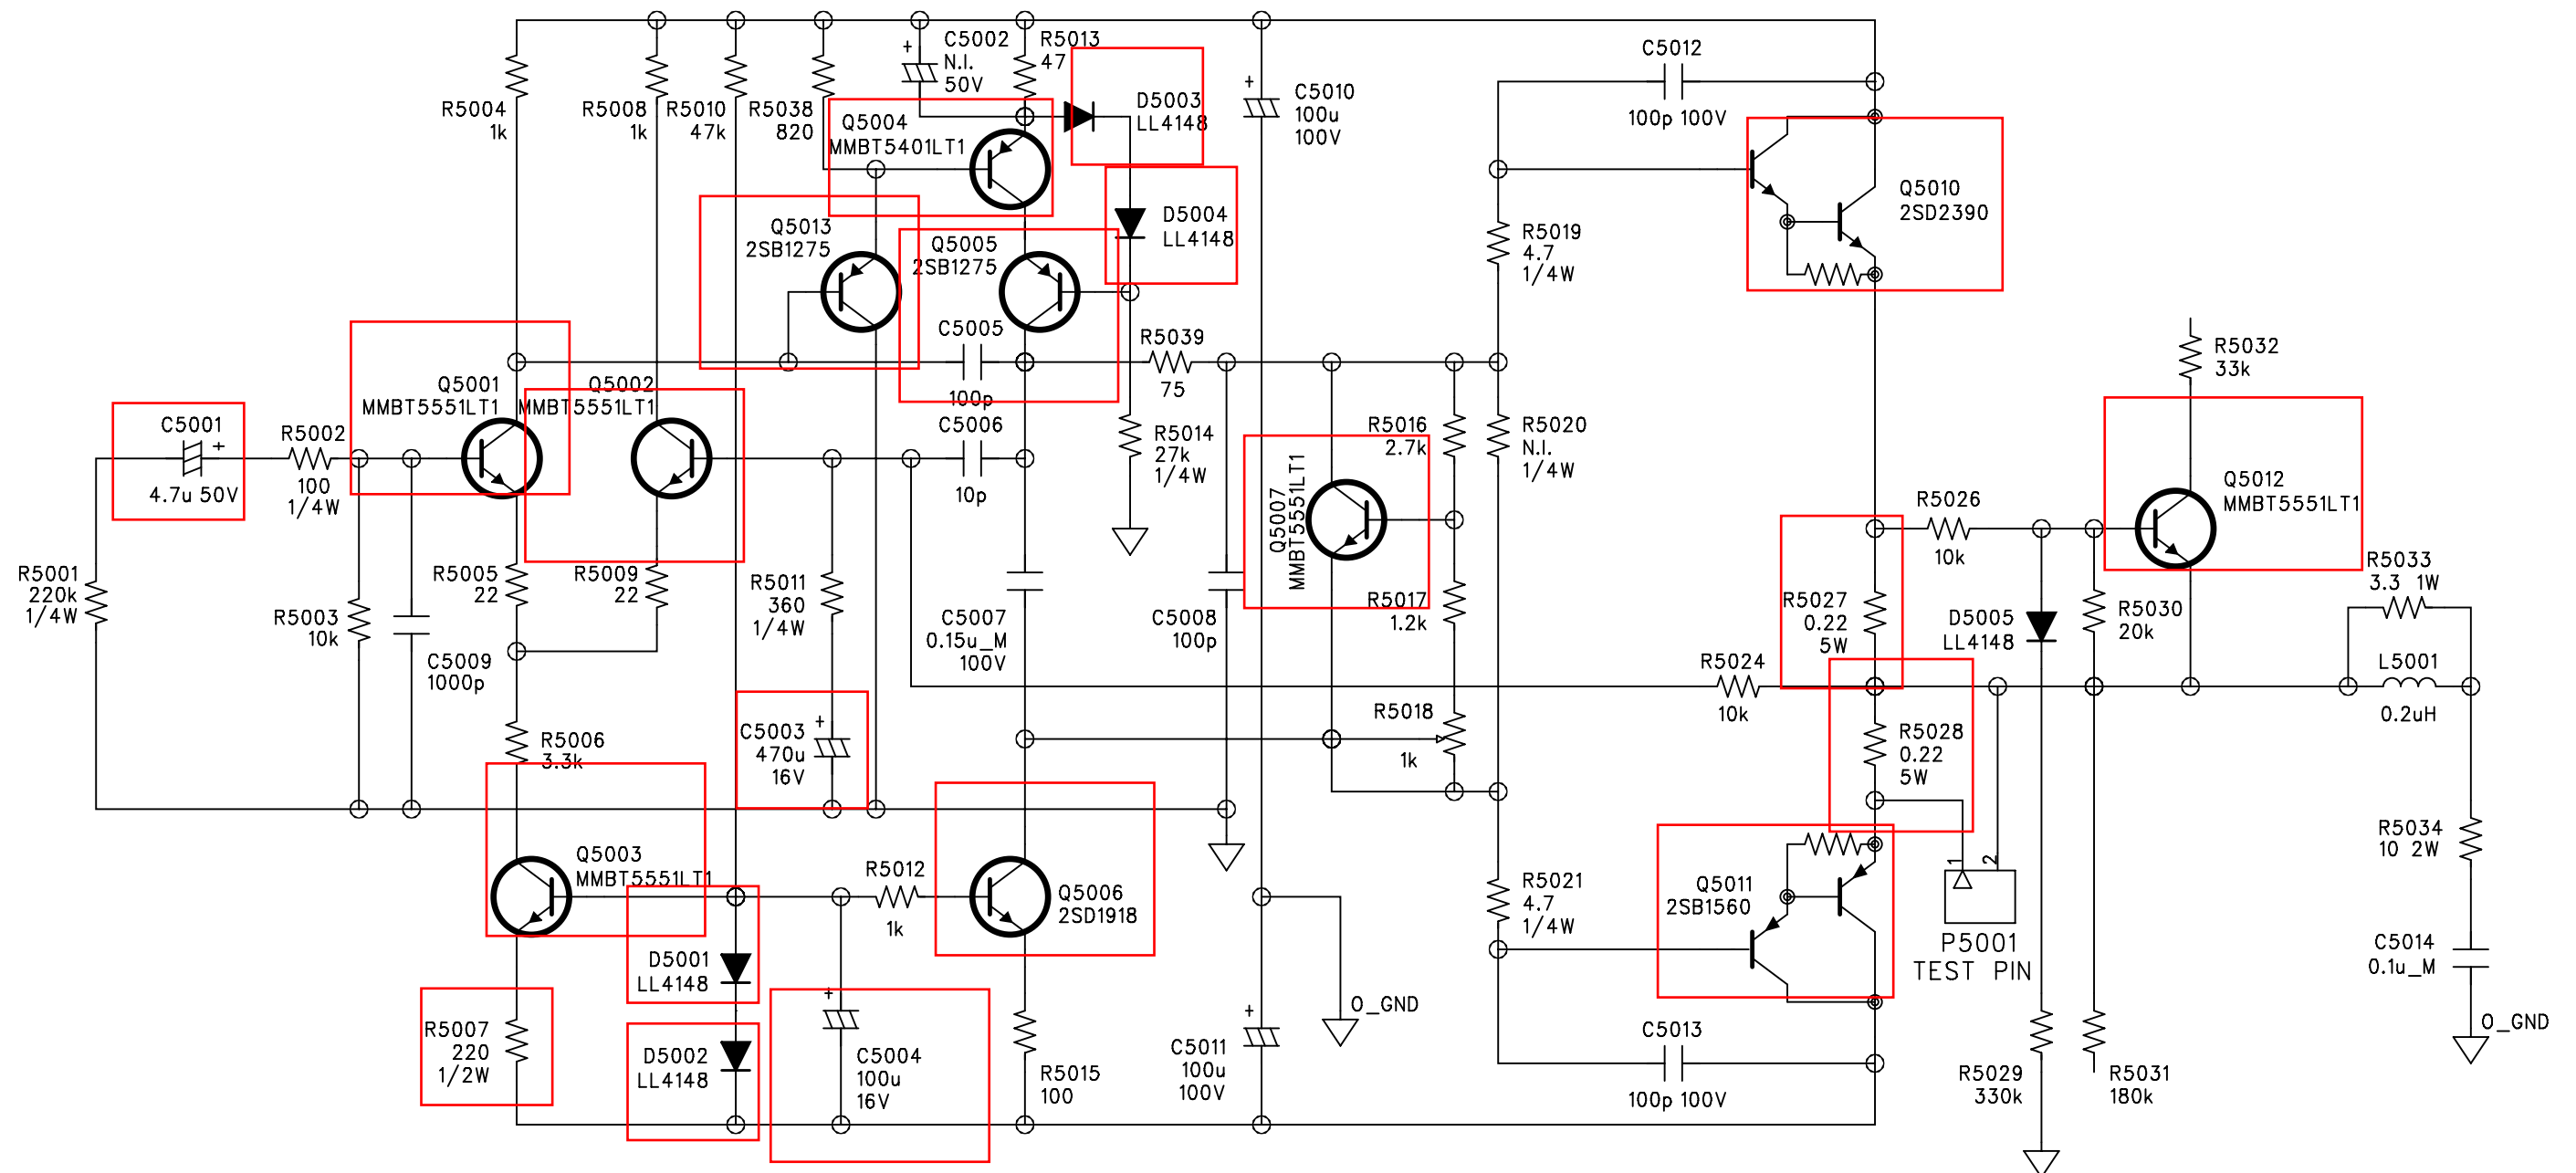 R5004
1k
R5008
1k
R5010
47k
R5038
820
+
C5002
N.I.
50V
R5013
47
D5003
LL4148
Q5004
MMBT5401LT1
D5004
LL4148
Q5013
2SB1275
Q5005
2SB1275
+
C5010
100u
100V
C5012
100p 100V
Q5010
2SD2390
R5019
4.7
1/4W
C5005
100p
R5039
75
Q5001
MMBT5551LT1
Q5002
MMBT5551LT1
C5001
+
4.7u 50V
R5002
100
1/4W
C5006
10p
R5014
27k
1/4W
R5016
2.7k
R5020
N.I.
1/4W
Q5007
MMBT5551LT1
R5032
33k
Q5012
MMBT5551LT1
R5026
10k
R5001
220k
1/4W
R5003
10k
C5009
1000p
R5005
22
R5009
22
R5011
360
1/4W
C5007
0.15u_M
100V
C5008
100p
R5017
1.2k
R5027
0.22
5W
D5005
LL4148
R5030
20k
R5033
3.3 1W
R5024
10k
L5001
0.2uH
R5006
3.3k
C5003
470u
16V
+
R5018
1k
R5028
0.22
5W
R5034
10 2W
Q5003
MMBT5551LT1
R5012
1k
Q5006
2SD1918
R5021
4.7
1/4W
Q5011
2SB1560
1
2
P5001
TEST PIN
C5014
0.1u_M
D5001
LL4148
O_GND
O_GND
R5007
220
1/2W
D5002
LL4148
+
C5004
100u
16V
R5015
100
+
C5011
100u
100V
C5013
100p 100V
R5029
330k
R5031
180k